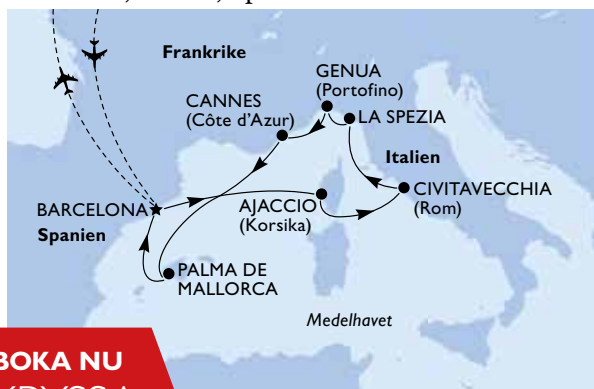 Frankrike
GENUA
(Portofino)
CANNES
(Côte d'Azur)
LA SPEZIA
Italien
BARCELONA
Spanien
AJACCIO
(Korsika)
CIVITAVECCHIA
(Rom)
PALMA DE
MALLORCA
Medelhavet
BOKA NU